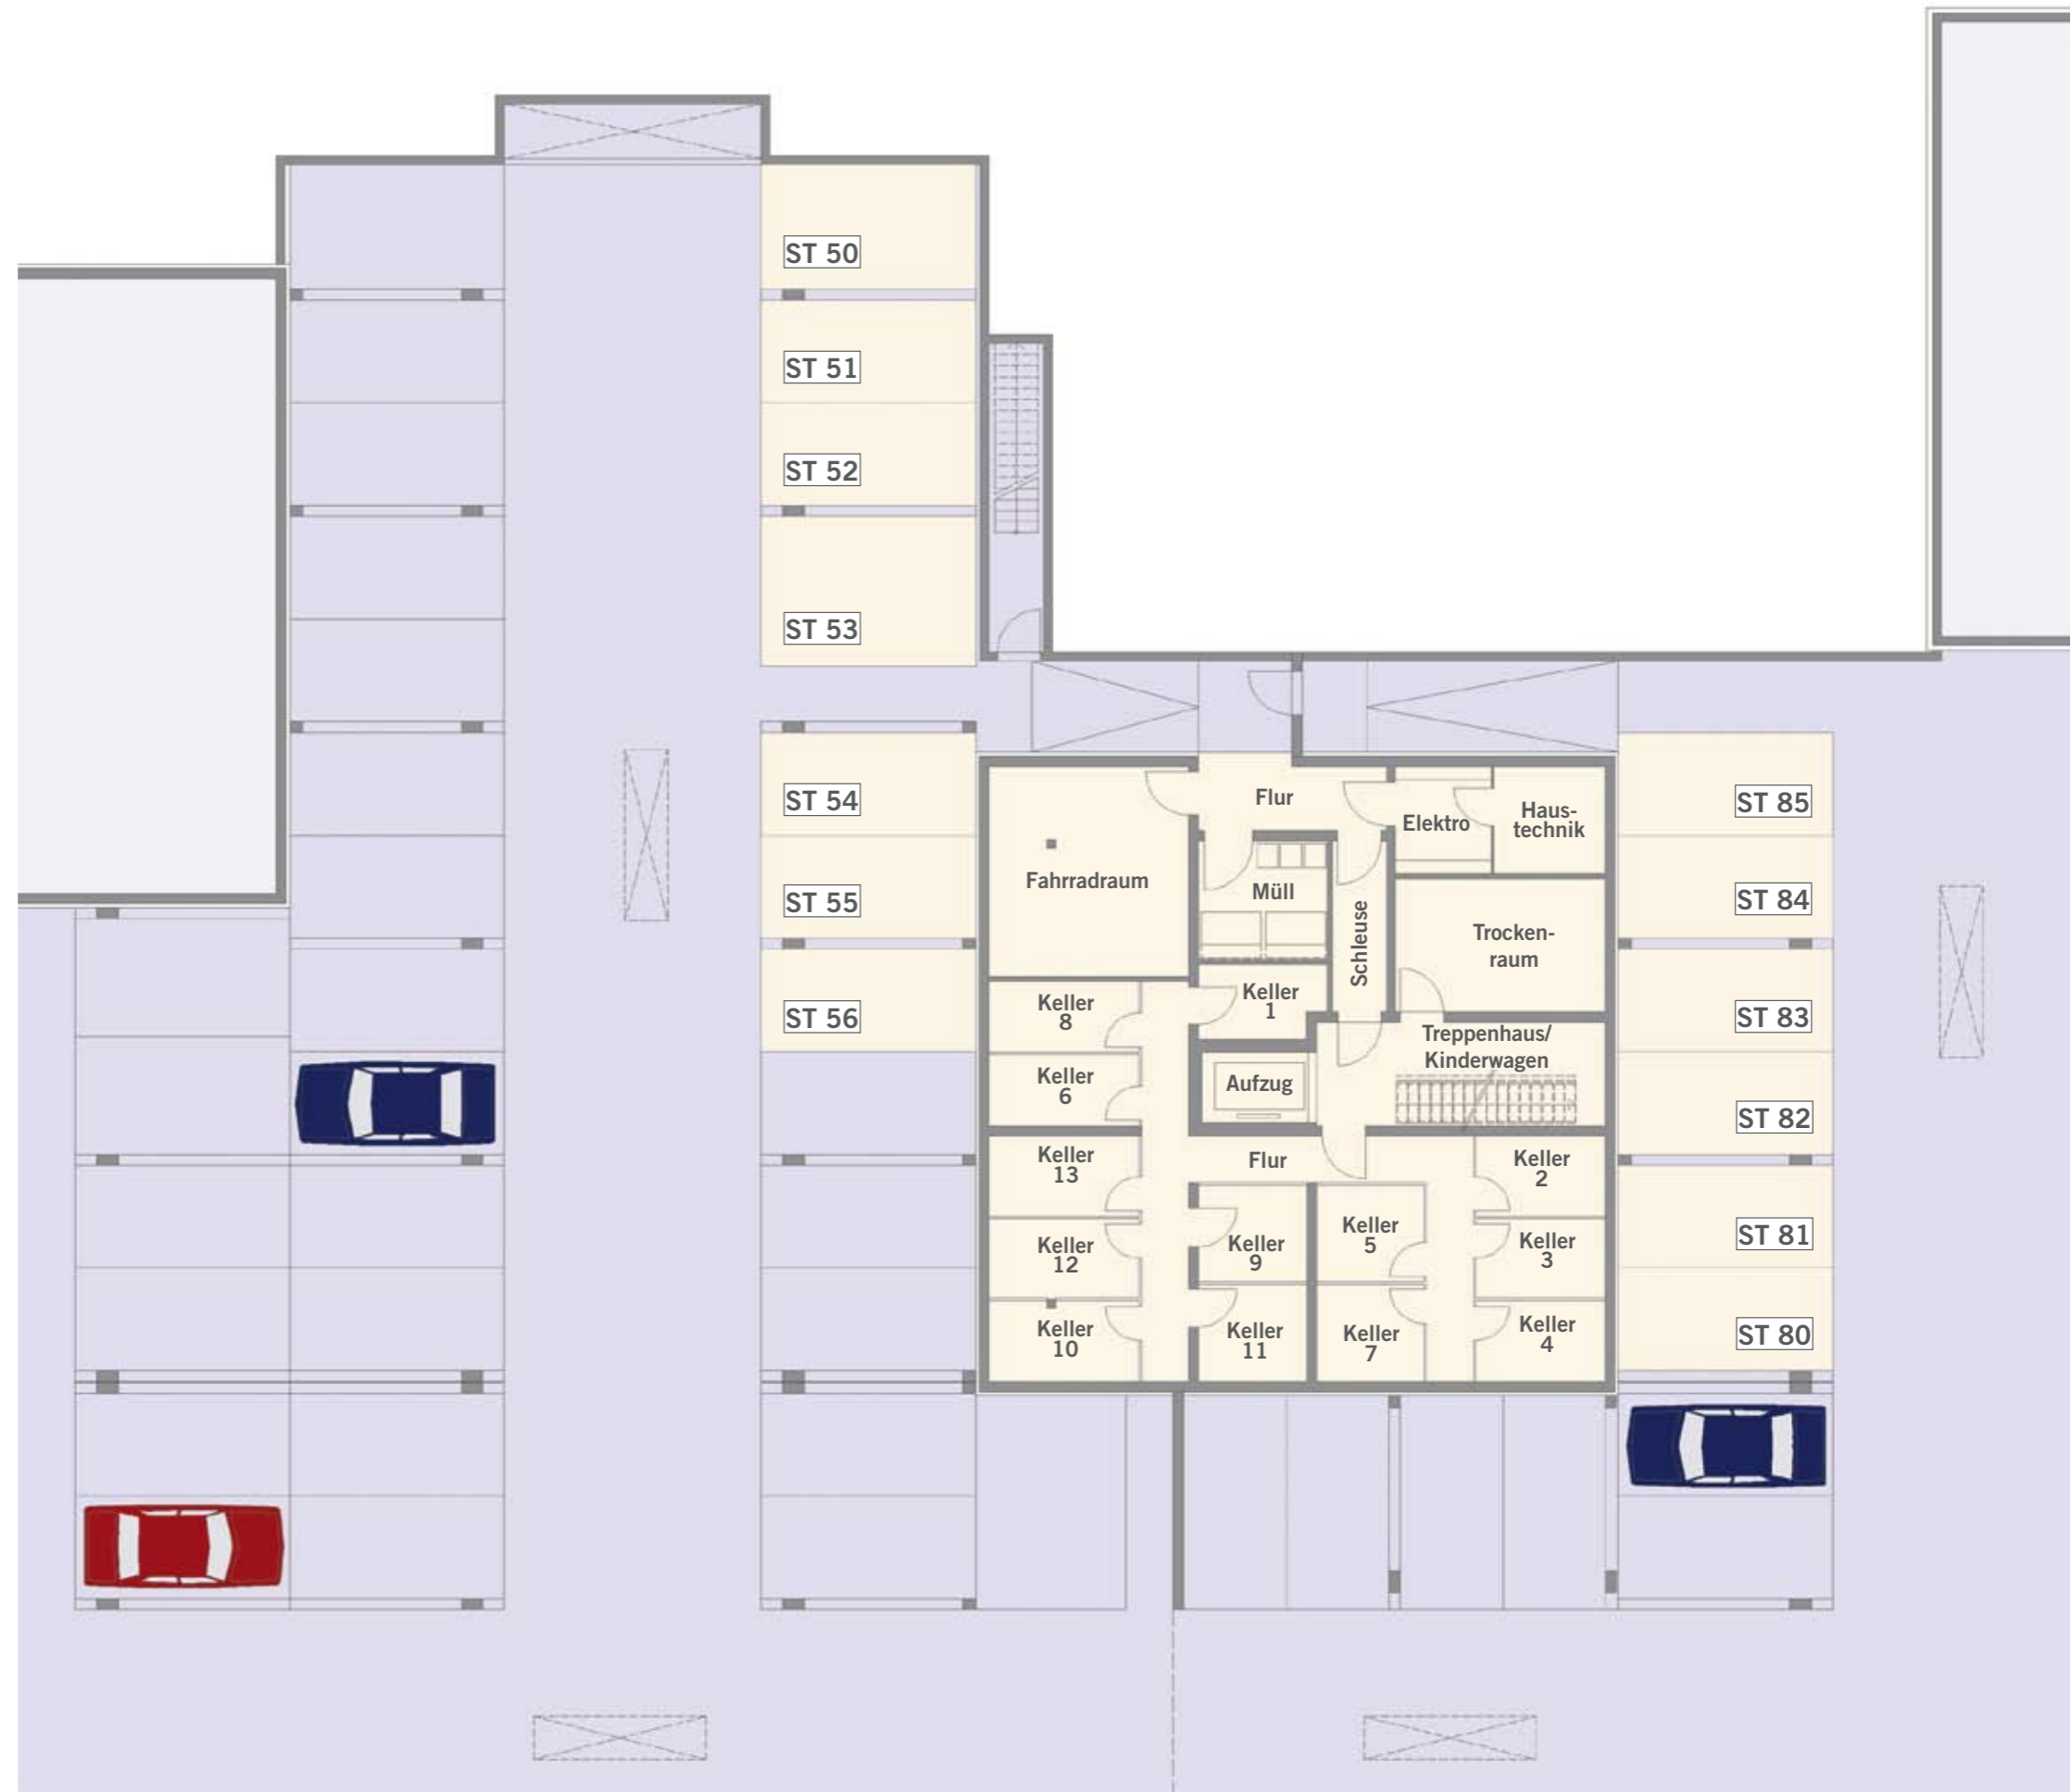 ST 50
ST 51
ST 52
ST 53
ST 54
ST 55
ST 56
Flur
Elektro
Haus-
technik
Fahrradraum
Müll
Schleuse
Trocken-
raum
Keller
8
Keller
1
Treppenhaus/
Kinderwagen
Keller
6
Aufzug
Keller
13
Flur
Keller
2
Keller
12
Keller
9
Keller
5
Keller
3
Keller
10
Keller
11
Keller
7
Keller
4
ST 85
ST 84
ST 83
ST 82
ST 81
ST 80